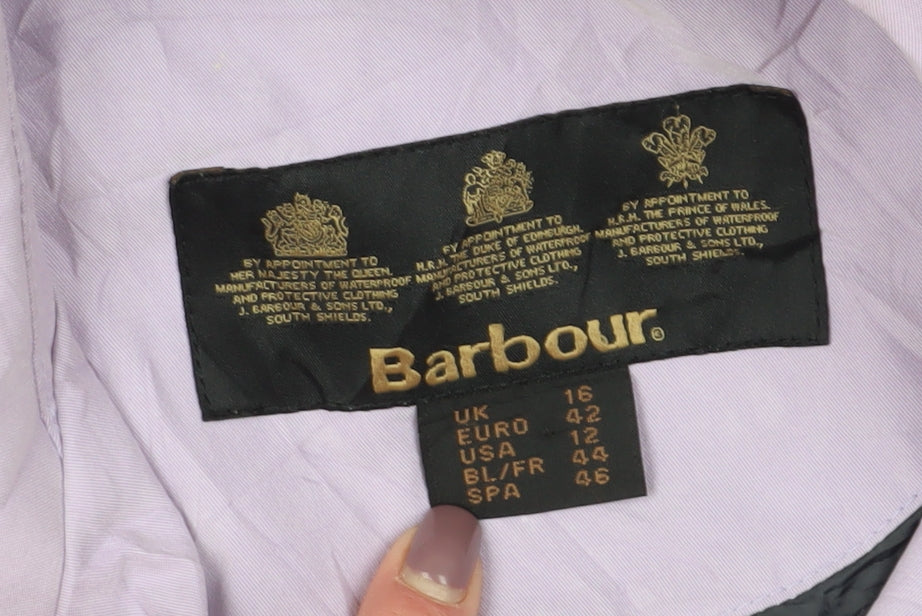 BY APPOINTMENT TO
HER MAJESTY THE QUEEN.
MANUFACTURERS OF WATERPROOF
AND PROTECTIVE CLOTHING
J. BARBOUR & SONS LTD.,
SOUTH SHIELDS.
BY APPOINTMENT TO
H.R.H. THE DUKE OF EDINBURGH.
MANUFACTURERS OF WATERPROOF
AND PROTECTIVE CLOTHING
J. BARBOUR & SONS LTD.,
SOUTH SHIELDS.
BY APPOINTMENT TO
H.R.H. THE PRINCE OF WALES.
MANUFACTURERS OF WATERPROOF
AND PROTECTIVE CLOTHING
J. BARBOUR & SONS LTD.,
SOUTH SHIELDS.
Barbour®
UK 16
EURO 42
USA 12
BL/FR 44
SPA 46